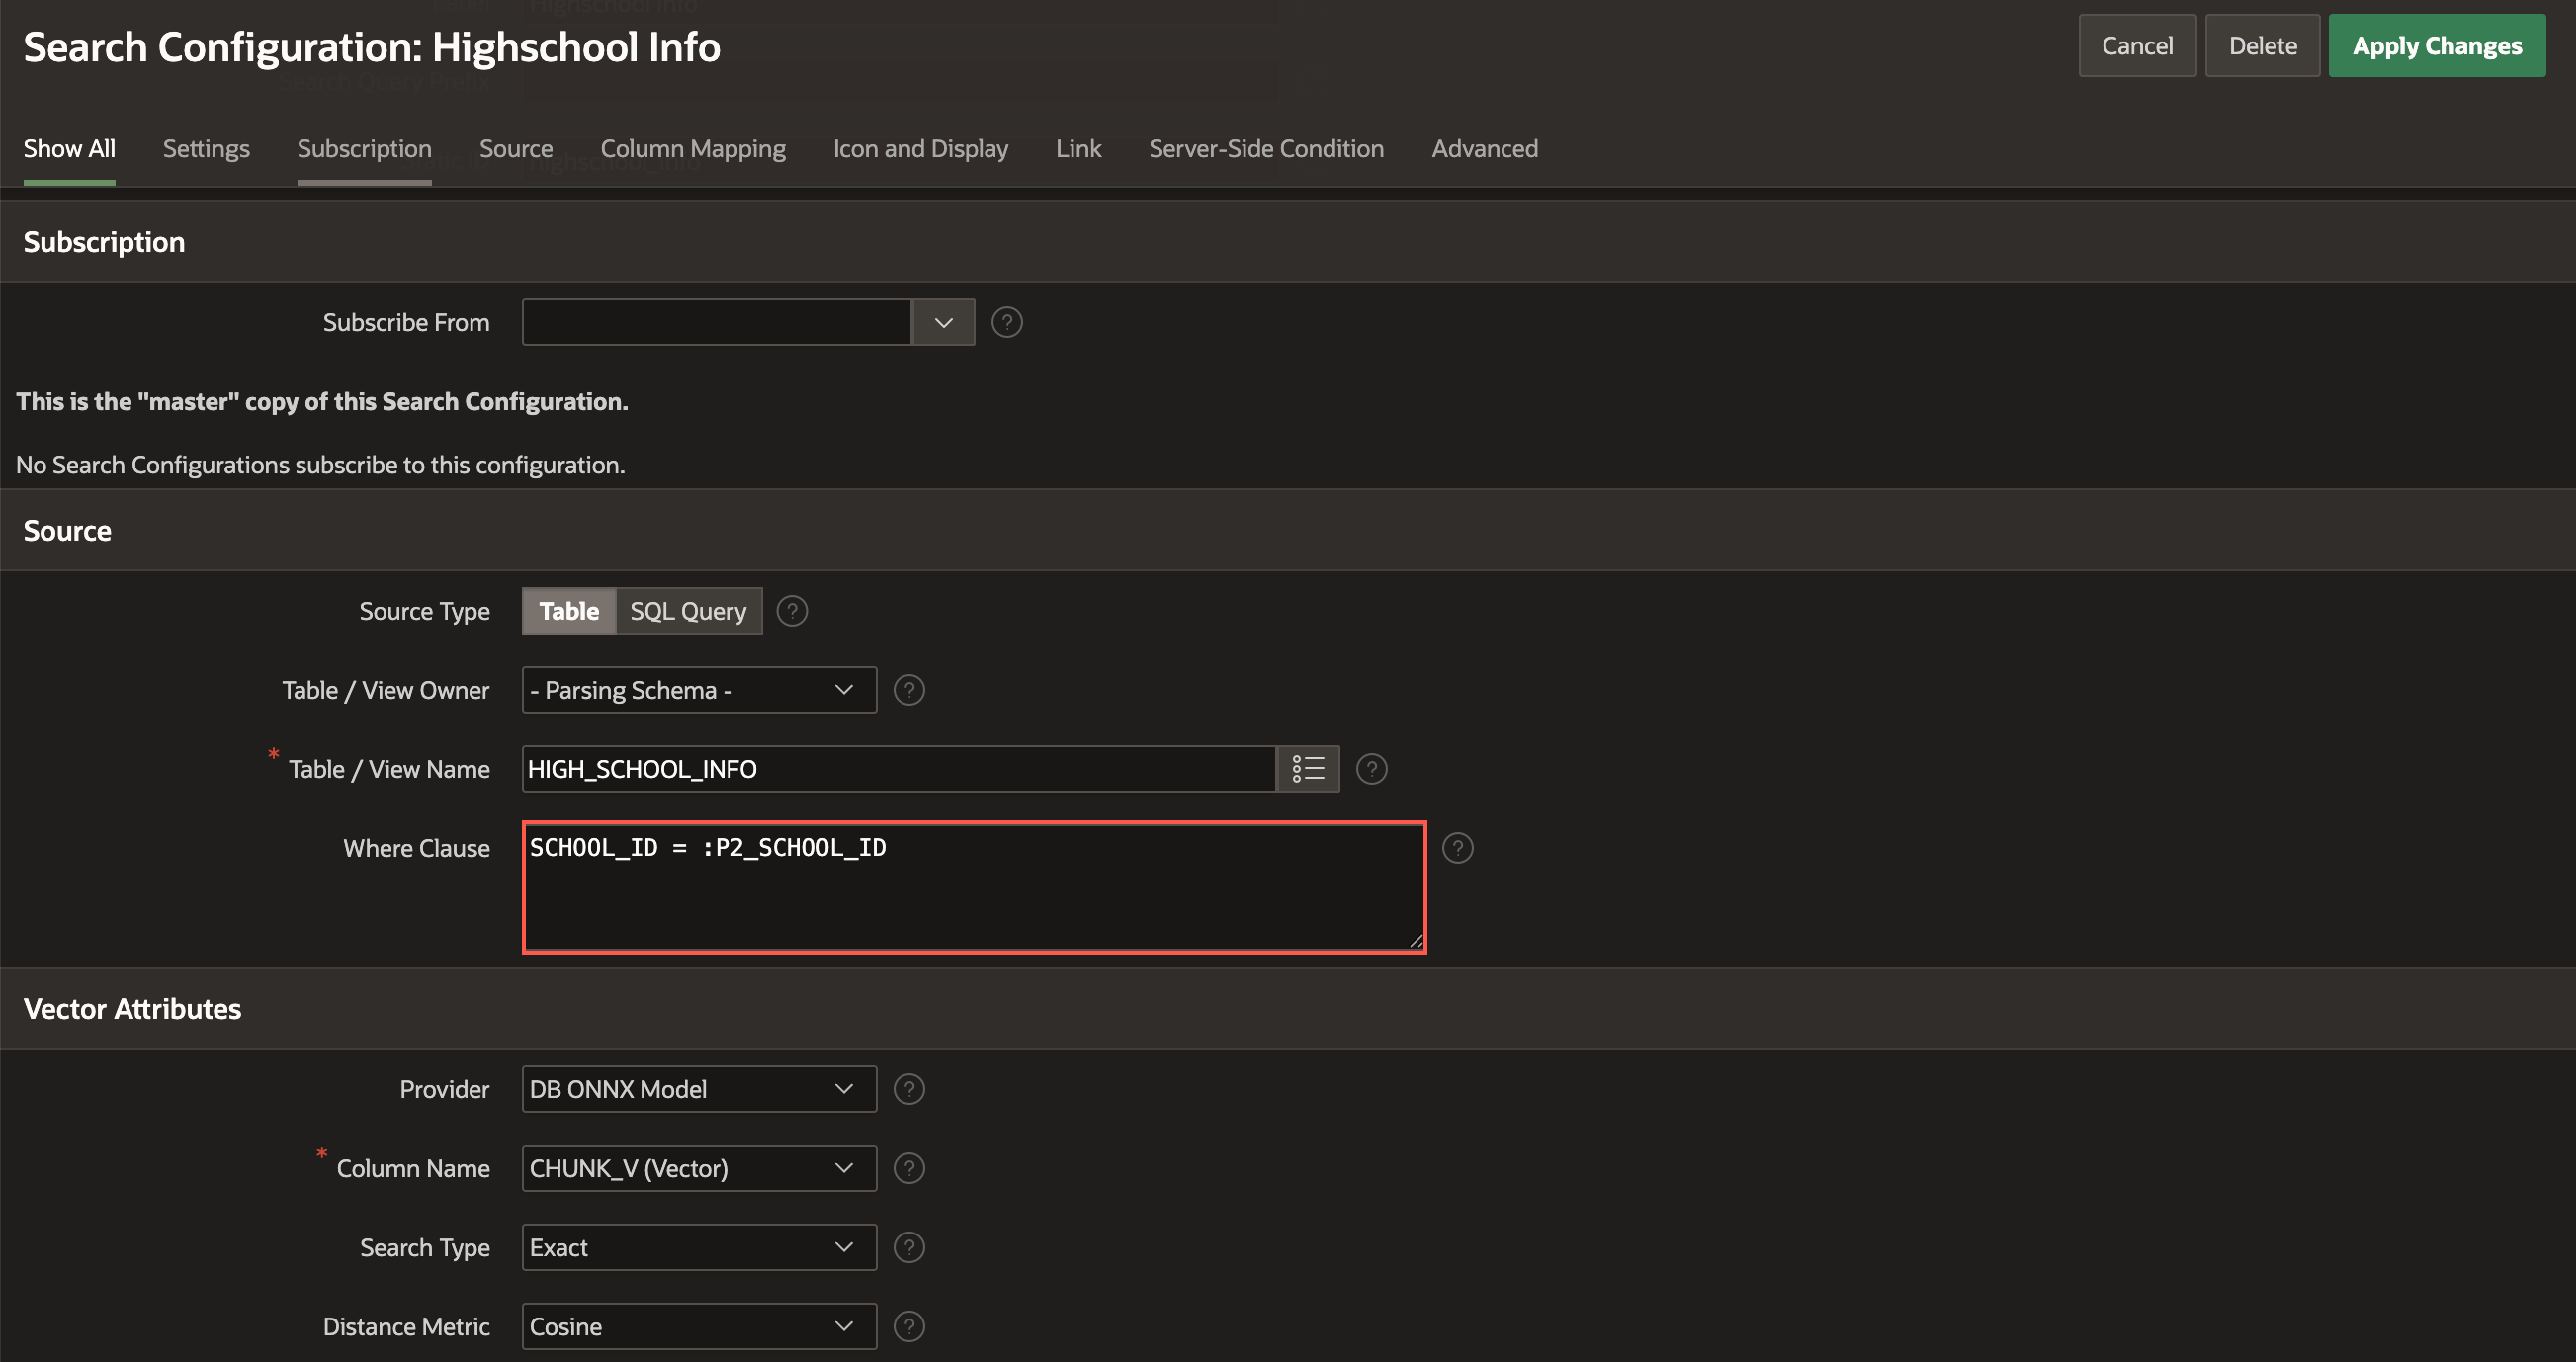 Search Configuration: Highschool Info
Search Query Prefix
Cancel
Delete
Apply Changes
Show All
Settings
Subscription
Source
Column Mapping
Icon and Display
Link
Server-Side Condition
Advanced
Subscription
Subscribe From
This is the "master" copy of this Search Configuration.
No Search Configurations subscribe to this configuration.
Source
Source Type
Table
SQL Query
Table / View Owner
- Parsing Schema -
* Table / View Name
HIGH_SCHOOL_INFO
Where Clause
SCHOOL_ID = :P2_SCHOOL_ID
Vector Attributes
Provider
DB ONNX Model
* Column Name
CHUNK_V (Vector)
Search Type
Exact
Distance Metric
Cosine